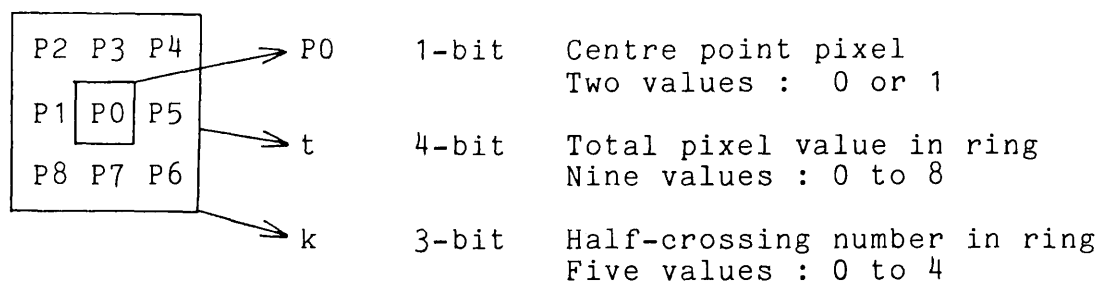 P2 P3 P4
P1 P0 P5
P8 P7 P6
P0 1-bit Centre point pixel
Two values : 0 or 1
t 4-bit Total pixel value in ring
Nine values : 0 to 8
k 3-bit Half-crossing number in ring
Five values : 0 to 4